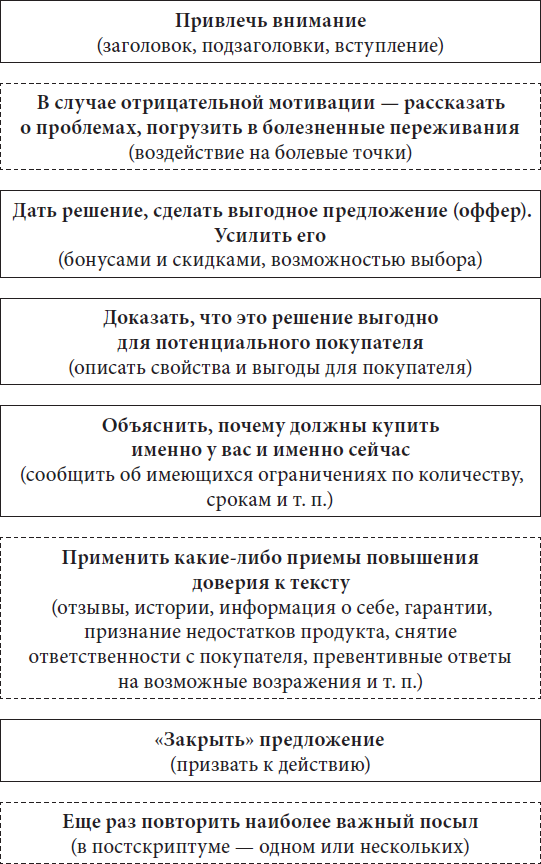 Привлечь внимание
(заголовок, подзаголовки, вступление)
В случае отрицательной мотивации — рассказать
о проблемах, погрузить в болезненные переживания
(воздействие на болевые точки)
Дать решение, сделать выгодное предложение (оффер).
Усилить его
(бонусами и скидками, возможностью выбора)
Доказать, что это решение выгодно
для потенциального покупателя
(описать свойства и выгоды для покупателя)
Объяснить, почему должны купить
именно у вас и именно сейчас
(сообщить об имеющихся ограничениях по количеству,
срокам и т. п.)
Применить какие-либо приемы повышения
доверия к тексту
(отзывы, истории, информация о себе, гарантии,
признание недостатков продукта, снятие
ответственности с покупателя, превентивные ответы
на возможные возражения и т. п.)
«Закрыть» предложение
(призвать к действию)
Еще раз повторить наиболее важный посыл
(в постскриптуме — одном или нескольких)